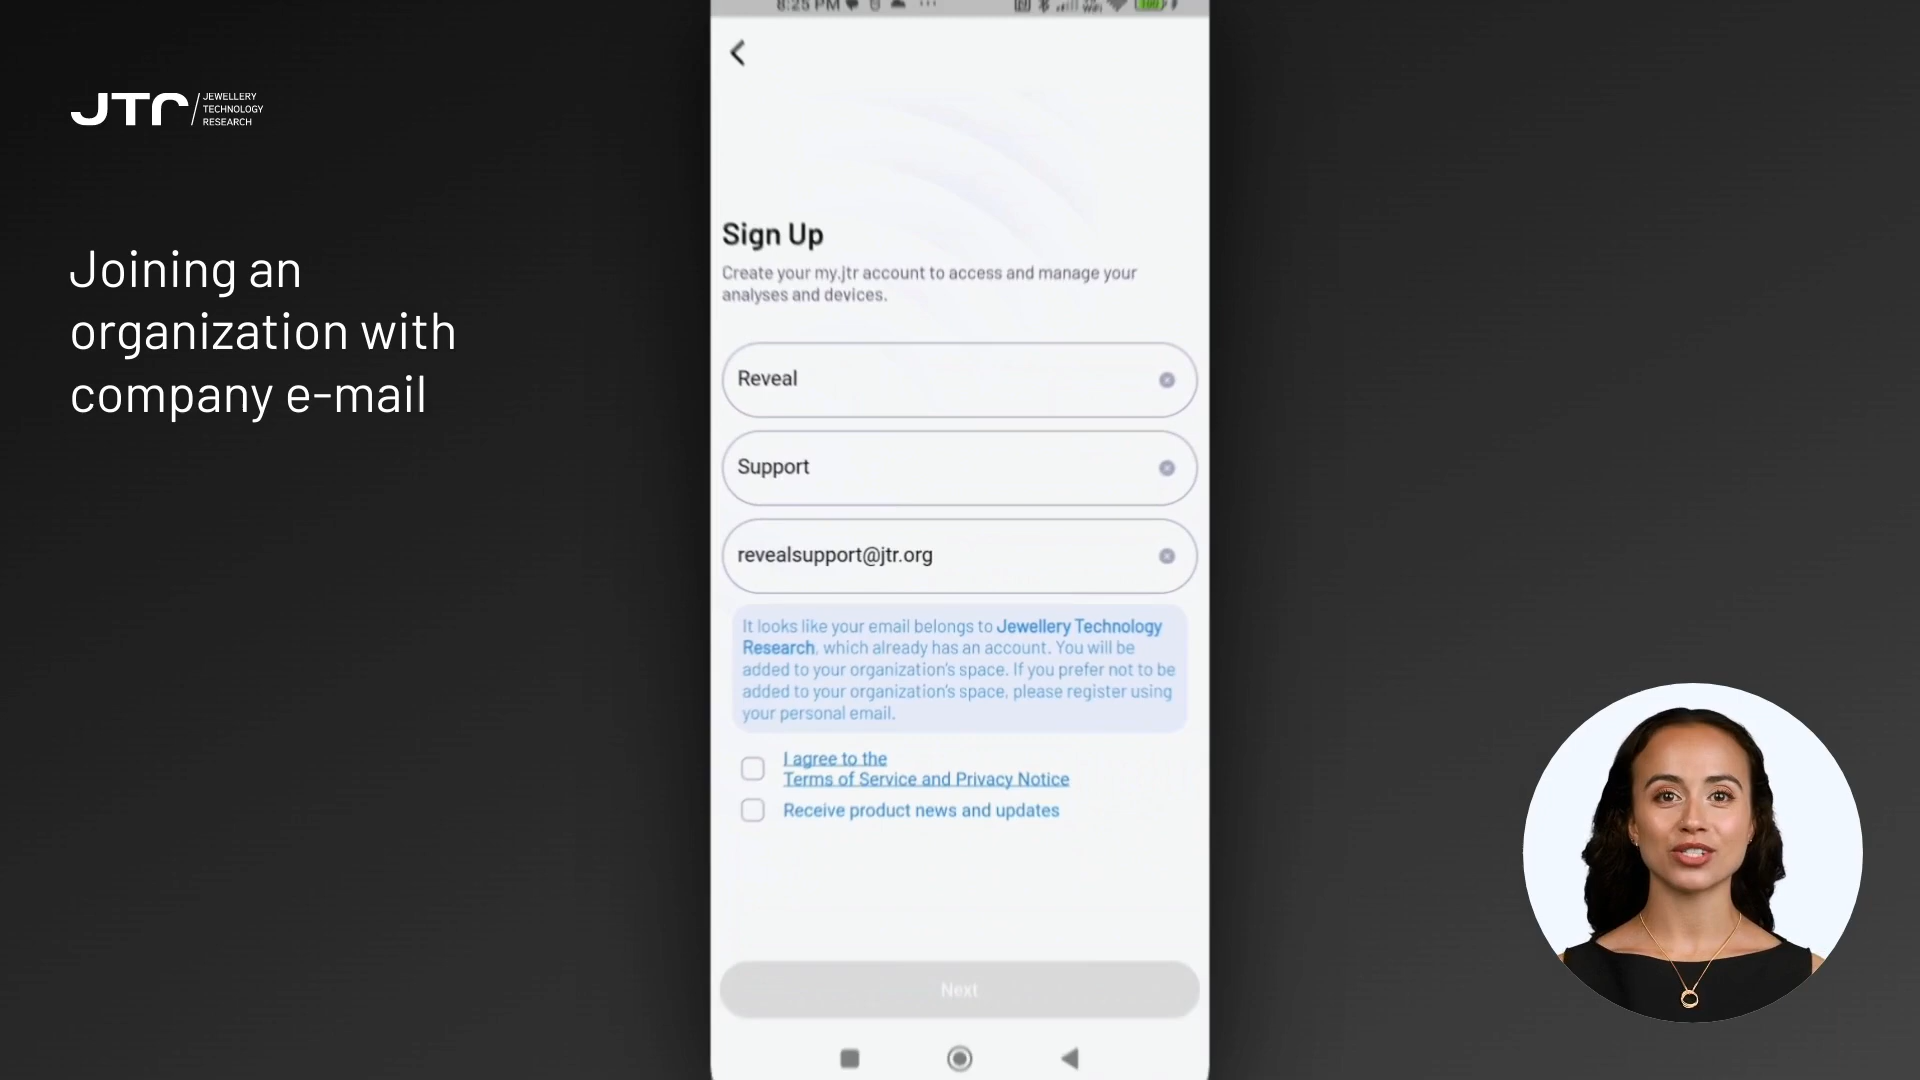 8:25 PM
JTR / JEWELLERY
TECHNOLOGY
RESEARCH
Joining an
organization with
company e-mail
Sign Up
Create your my.jtr account to access and manage your
analyses and devices.
Reveal
Support
revealsupport@jtr.org
It looks like your email belongs to Jewellery Technology
Research, which already has an account. You will be
added to your organization's space. If you prefer not to be
added to your organization's space, please register using
your personal email.
I agree to the
Terms of Service and Privacy Notice
Receive product news and updates
Next